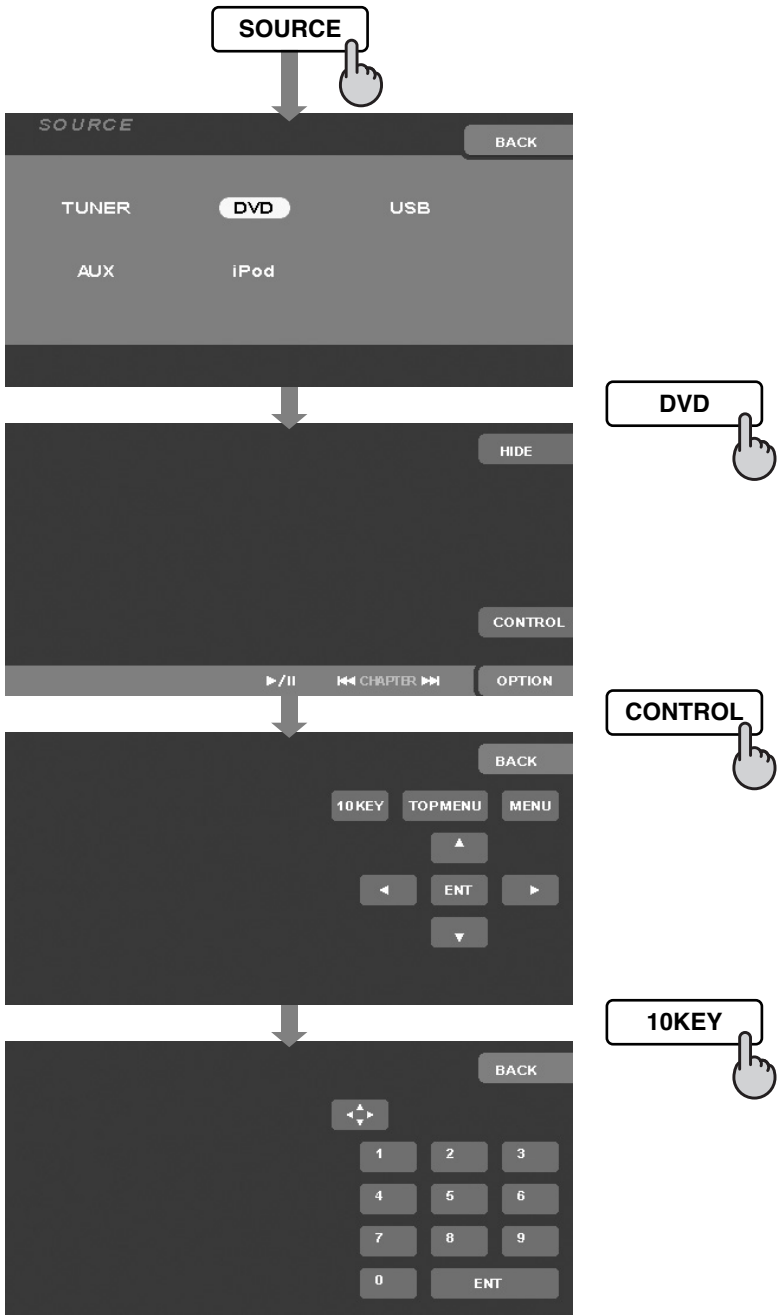 SOURCE
SOURCE
BACK
TUNER DVD USB
AUX iPod
DVD
HIDE
CONTROL
►/II ⏮ CHAPTER ⏭ OPTION
CONTROL
BACK
10KEY TOPMENU MENU
▲
◄ ENT ►
▼
10KEY
BACK
1 2 3
4 5 6
7 8 9
0 ENT